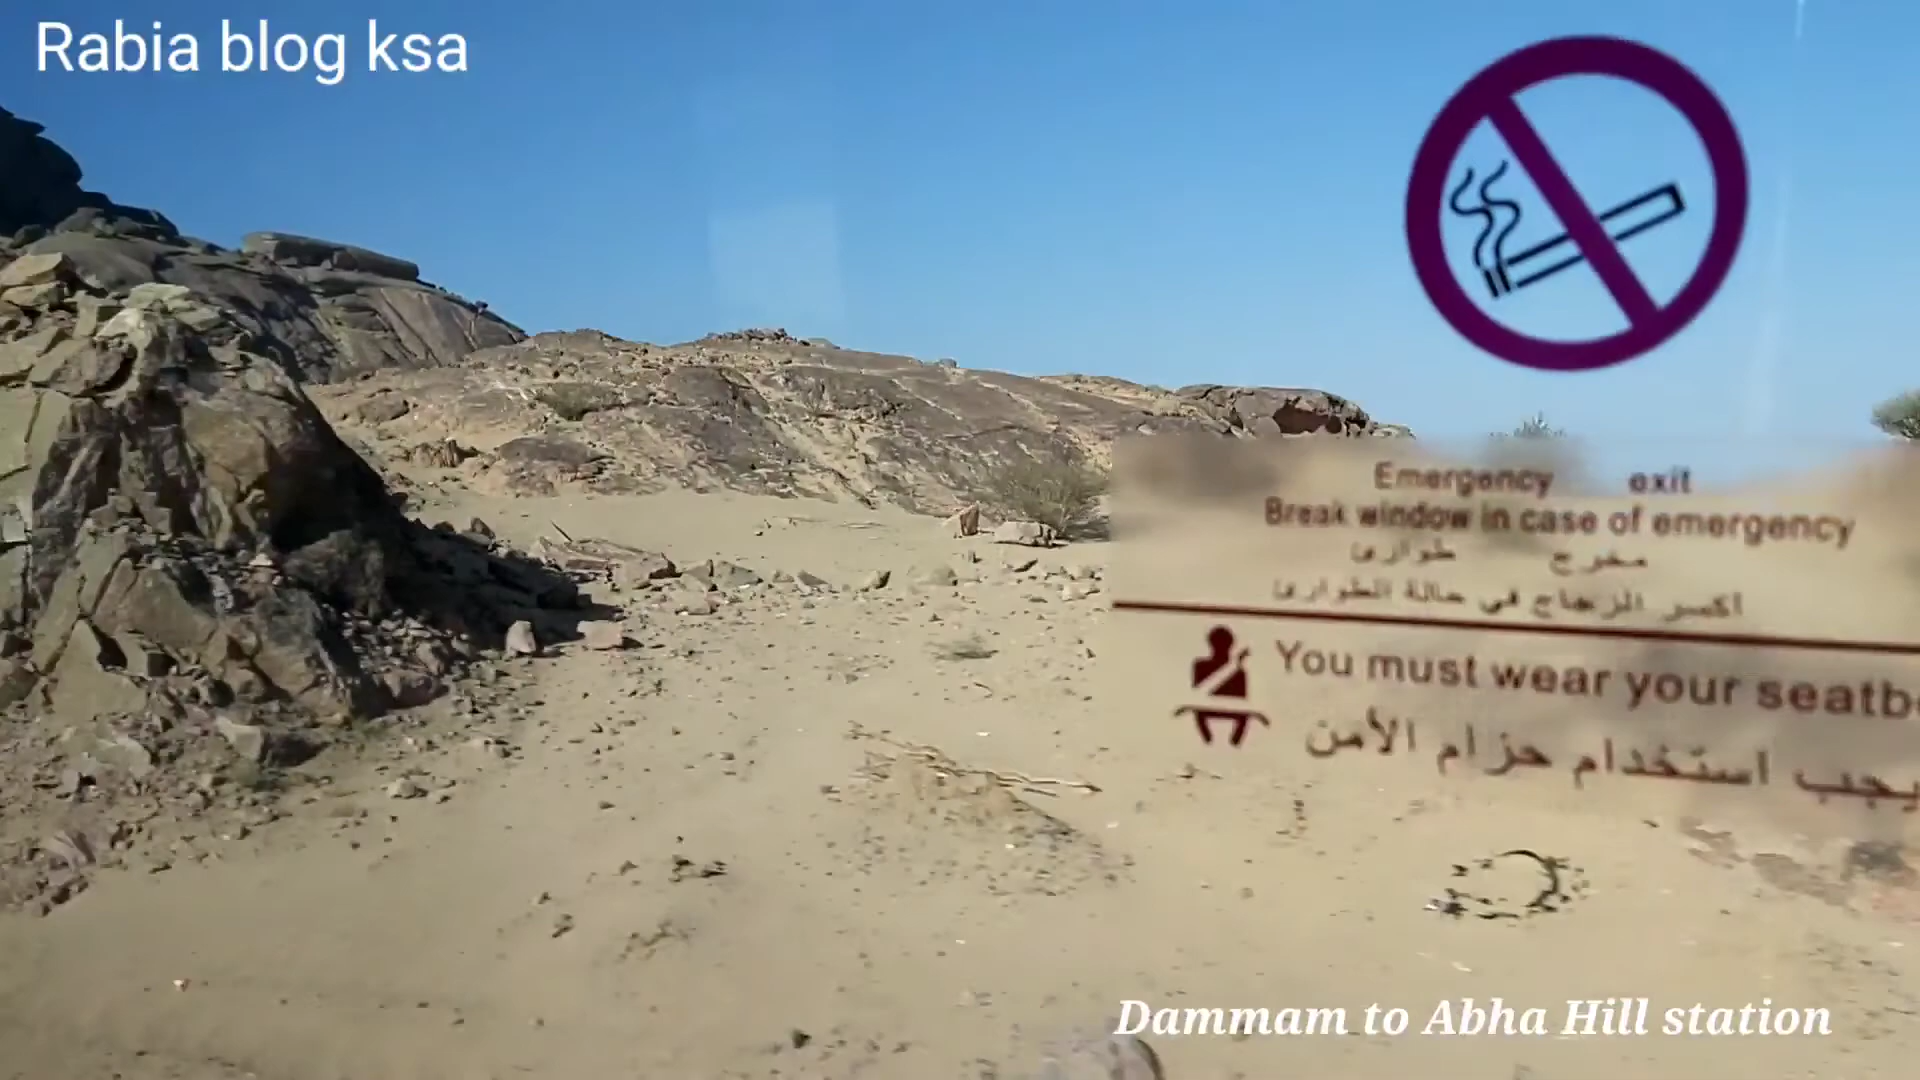 Rabia blog ksa
Emergency exit
Break window in case of emergency
مخرج طوارئ
أكسر الزجاج في حالة الطوارئ
You must wear your seatb
يجب استخدام حزام الأمن
Dammam to Abha Hill station